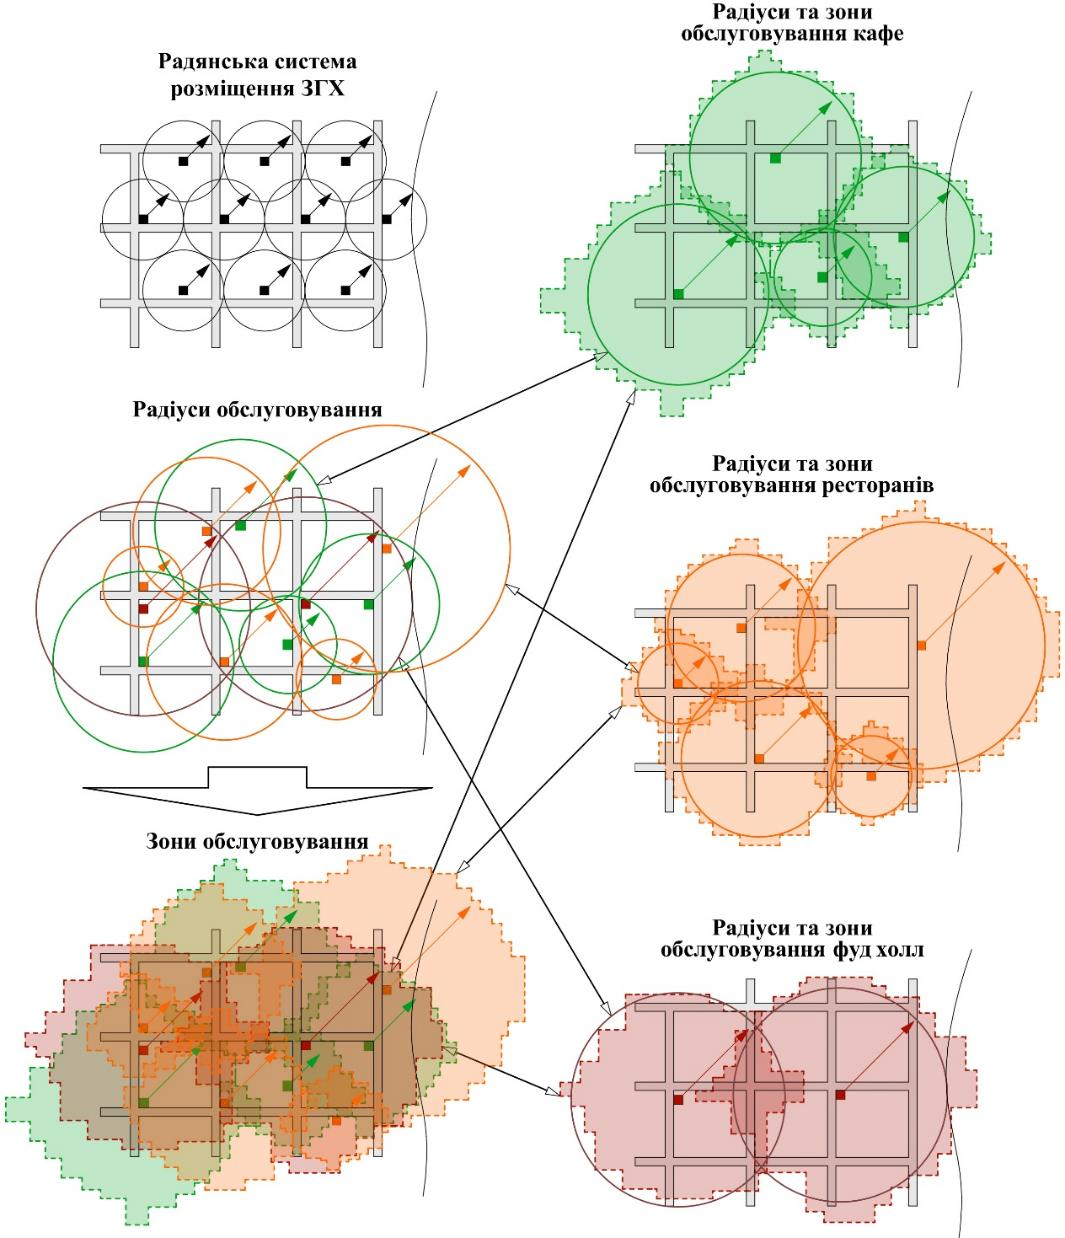 Радянська система
розміщення ЗГХ
Радіуси та зони
обслуговування кафе
Радіуси обслуговування
Радіуси та зони
обслуговування ресторанів
Зони обслуговування
Радіуси та зони
обслуговування фуд холл